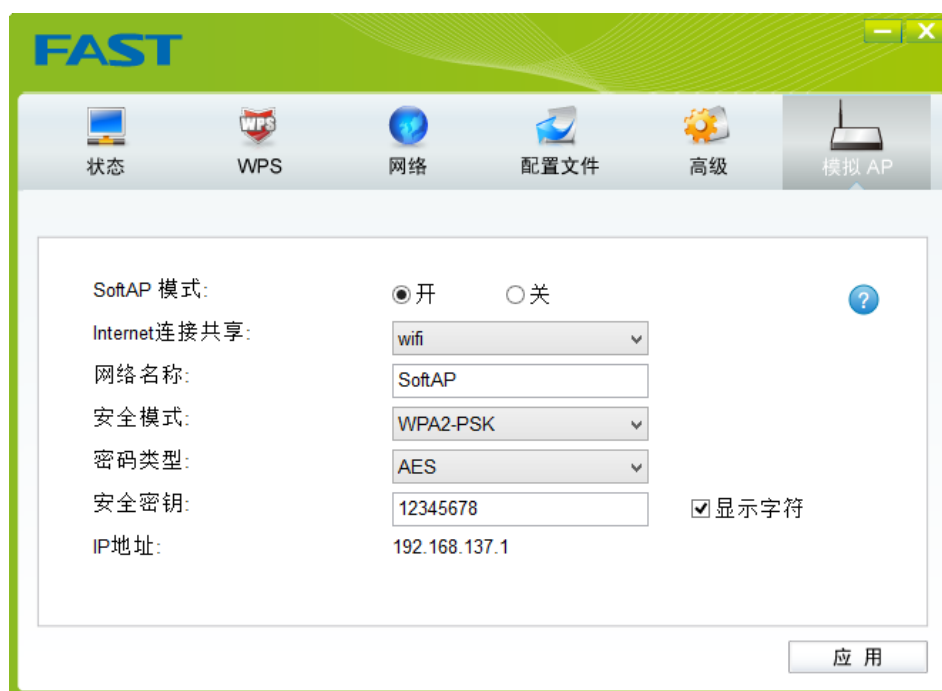 FAST
状态 WPS 网络 配置文件 高级 模拟 AP
SoftAP 模式: 开 关
Internet连接共享: wifi
网络名称: SoftAP
安全模式: WPA2-PSK
密码类型: AES
安全密钥: 12345678 显示字符
IP地址: 192.168.137.1
应 用